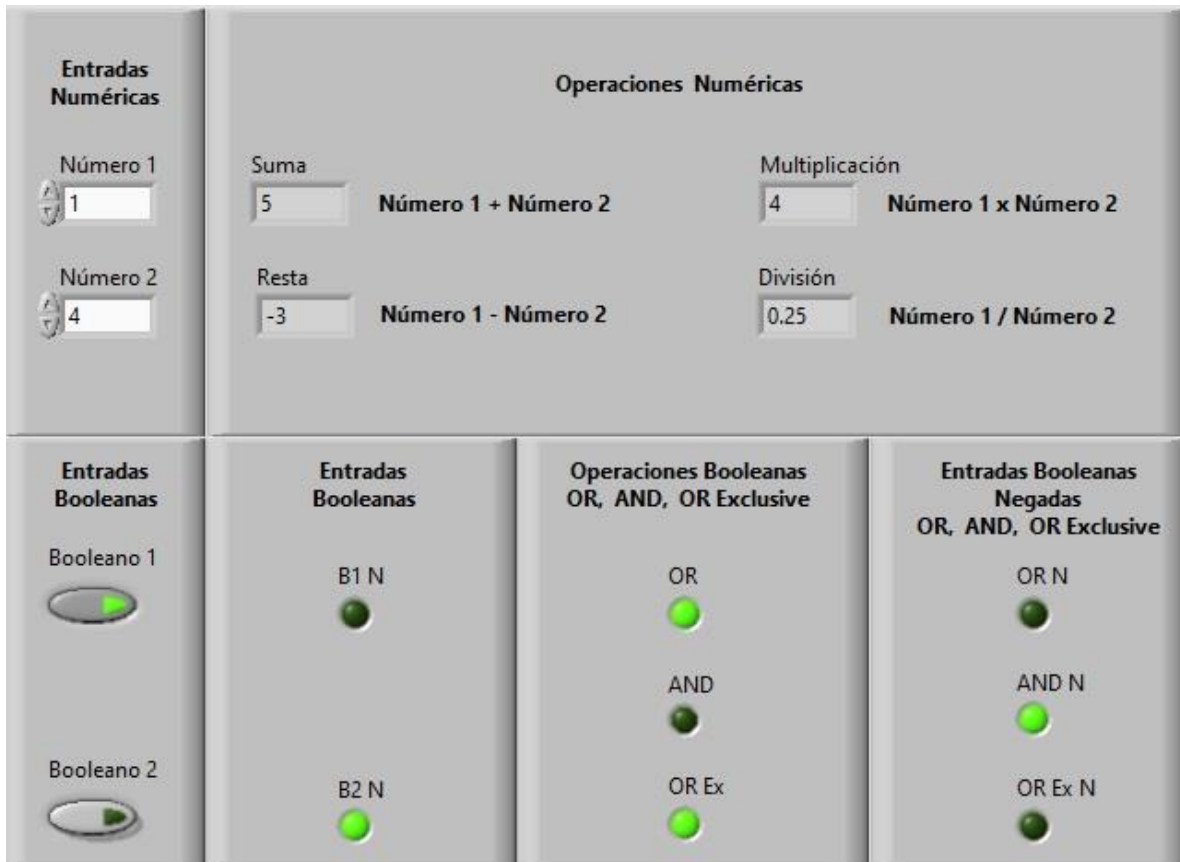 Entradas
Numéricas
Operaciones Numéricas
Número 1
1
Suma
5
Número 1 + Número 2
Multiplicación
4
Número 1 x Número 2
Número 2
4
Resta
-3
Número 1 - Número 2
División
0.25
Número 1 / Número 2
Entradas
Booleanas
Booleano 1
Booleano 2
Entradas
Booleanas
B1 N
B2 N
Operaciones Booleanas
OR, AND, OR Exclusive
OR
AND
OR Ex
Entradas Booleanas
Negadas
OR, AND, OR Exclusive
OR N
AND N
OR Ex N